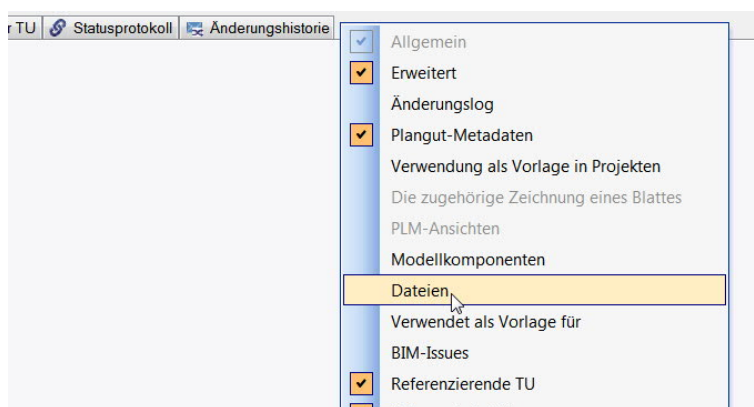 r TU Statusprotokoll Änderungshistorie
Allgemein
Erweitert
Änderungslog
Plangut-Metadaten
Verwendung als Vorlage in Projekten
Die zugehörige Zeichnung eines Blattes
PLM-Ansichten
Modellkomponenten
Dateien
Verwendet als Vorlage für
BIM-Issues
Referenzierende TU